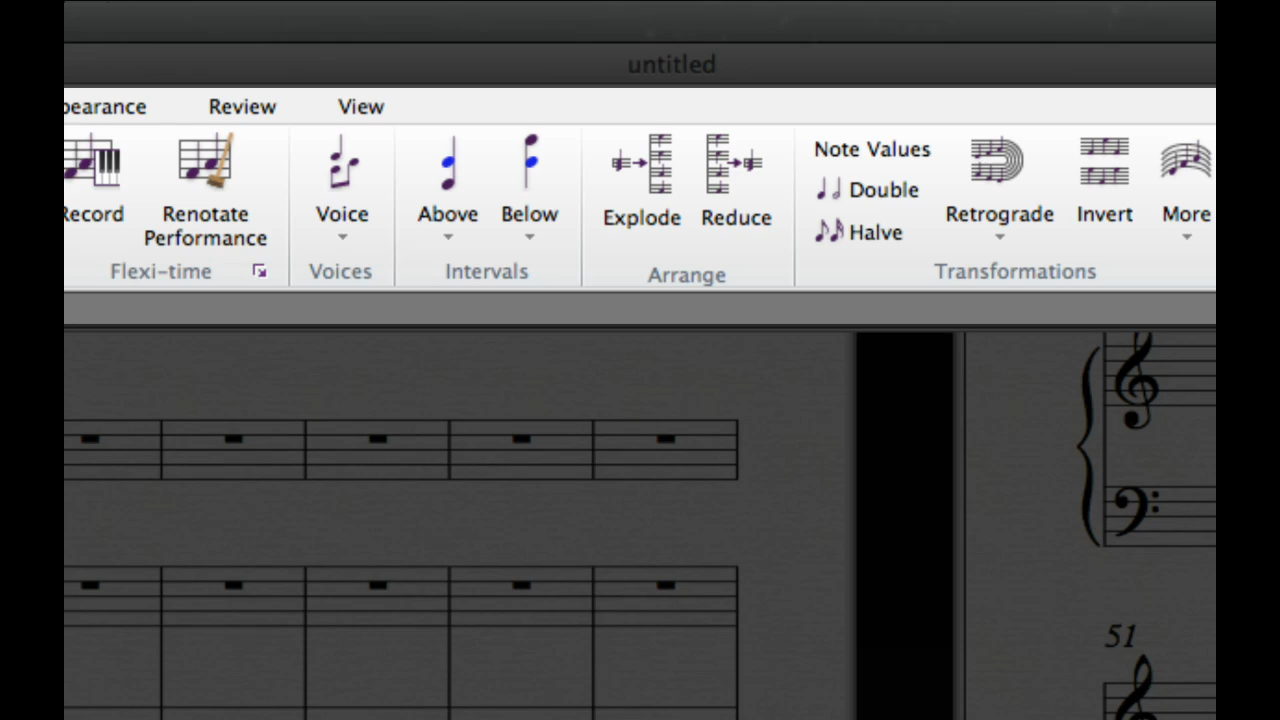 untitled
pearance Review View
Record Renotate Performance
Flexi-time
Voice
Voices
Above Below
Intervals
Explode Reduce
Arrange
Note Values
Double
Halve
Retrograde Invert More
Transformations
51